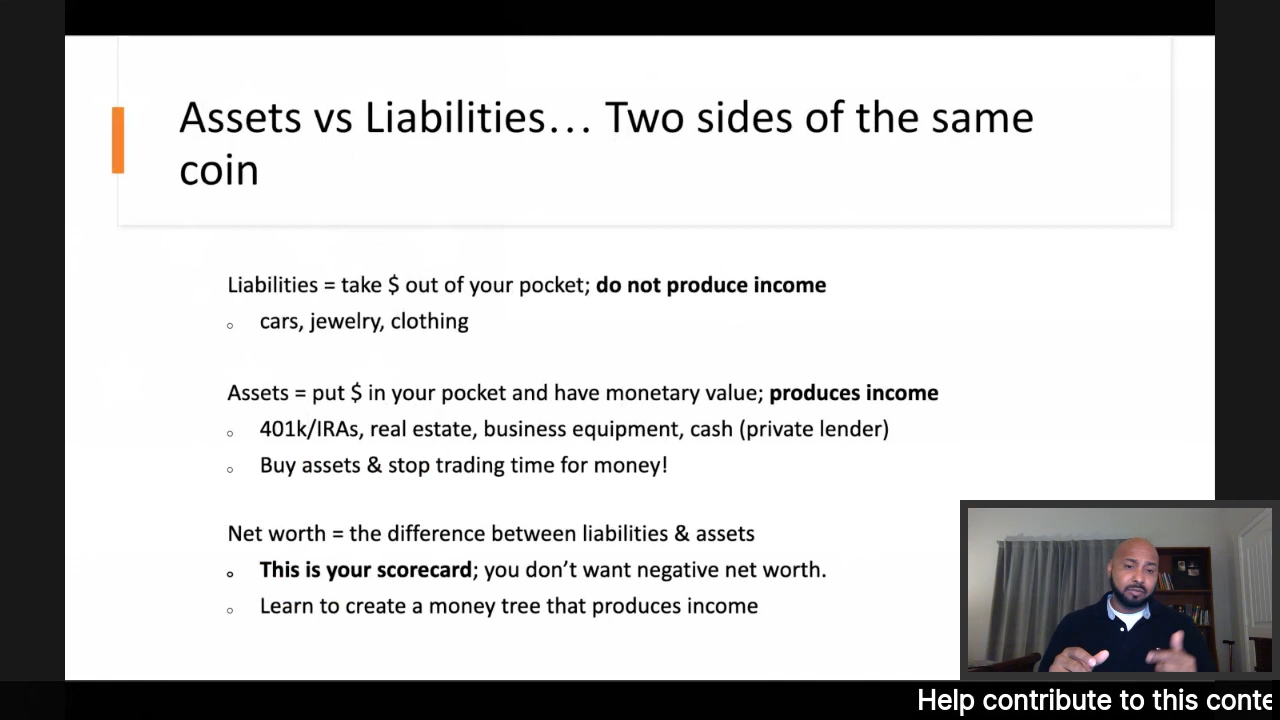 Assets vs Liabilities… Two sides of the same
coin
Liabilities = take $ out of your pocket; do not produce income
○ cars, jewelry, clothing
Assets = put $ in your pocket and have monetary value; produces income
○ 401k/IRAs, real estate, business equipment, cash (private lender)
○ Buy assets & stop trading time for money!
Net worth = the difference between liabilities & assets
○ This is your scorecard; you don’t want negative net worth.
○ Learn to create a money tree that produces income
Help contribute to this conte